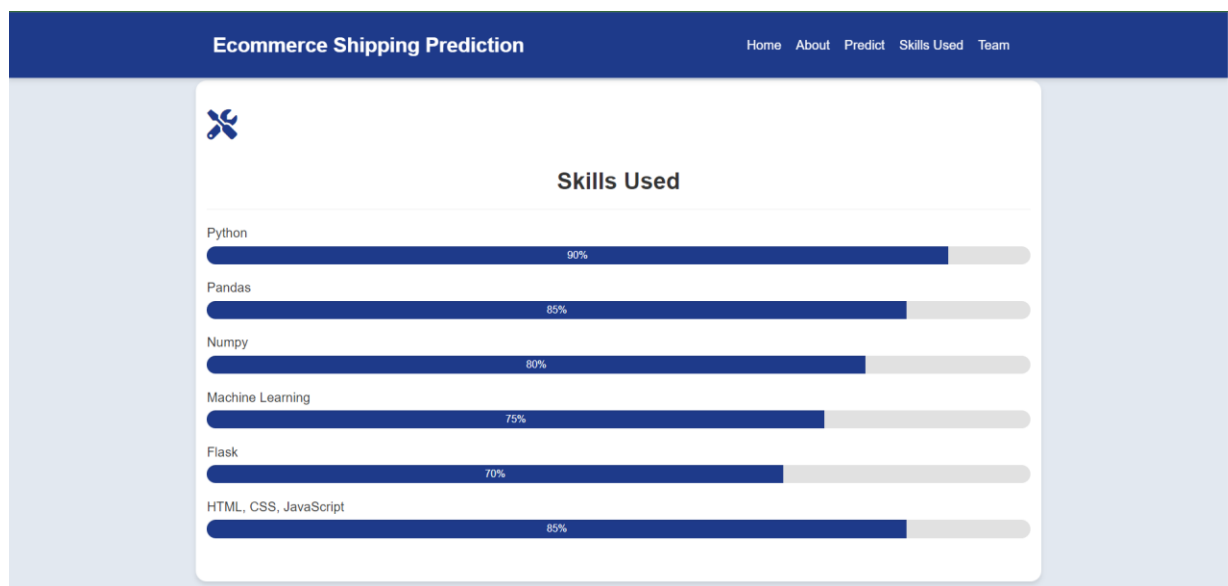 Ecommerce Shipping Prediction
Home About Predict Skills Used Team
Skills Used
Python
90%
Pandas
85%
Numpy
80%
Machine Learning
75%
Flask
70%
HTML, CSS, JavaScript
85%